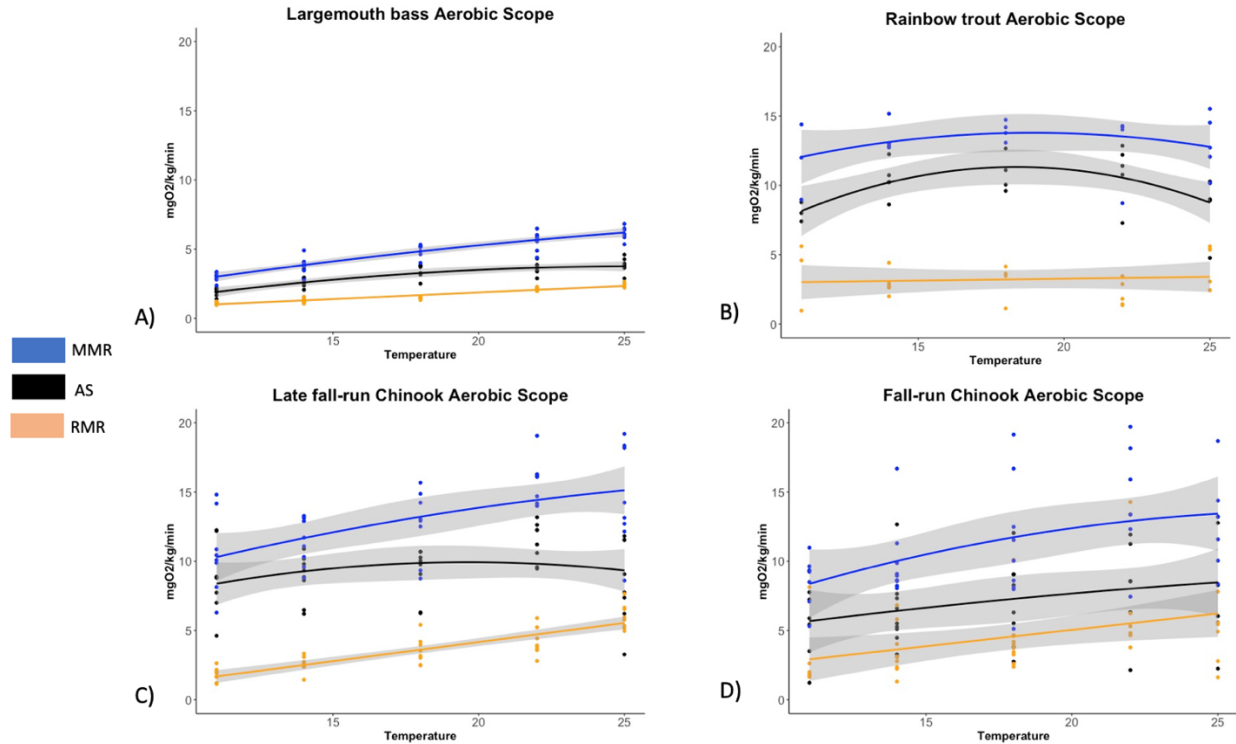 Largemouth bass Aerobic Scope
20
15
10
5
0
mgO2/kg/min
15
20
25
Temperature
A)
Rainbow trout Aerobic Scope
20
15
10
5
0
mgO2/kg/min
15
20
25
Temperature
B)
MMR
AS
RMR
Late fall-run Chinook Aerobic Scope
20
15
10
5
0
mgO2/kg/min
15
20
25
Temperature
C)
Fall-run Chinook Aerobic Scope
20
15
10
5
0
mgO2/kg/min
15
20
25
Temperature
D)